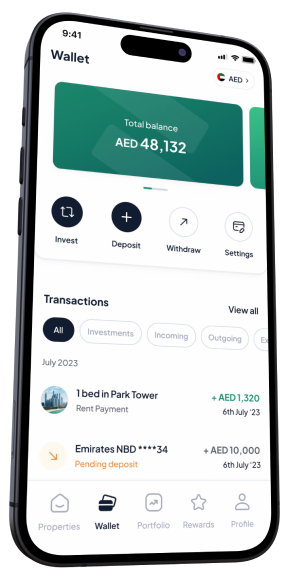 9:41
Wallet
AED
Total balance
AED 48,132
Invest
Deposit
Withdraw
Settings
Transactions
View all
All
Investments
Incoming
Outgoing
July 2023
1 bed in Park Tower
+ AED 1,320
Rent Payment
6th July '23
Emirates NBD ****34
+ AED 10,000
Pending deposit
6th July '23
Properties
Wallet
Portfolio
Rewards
Profile